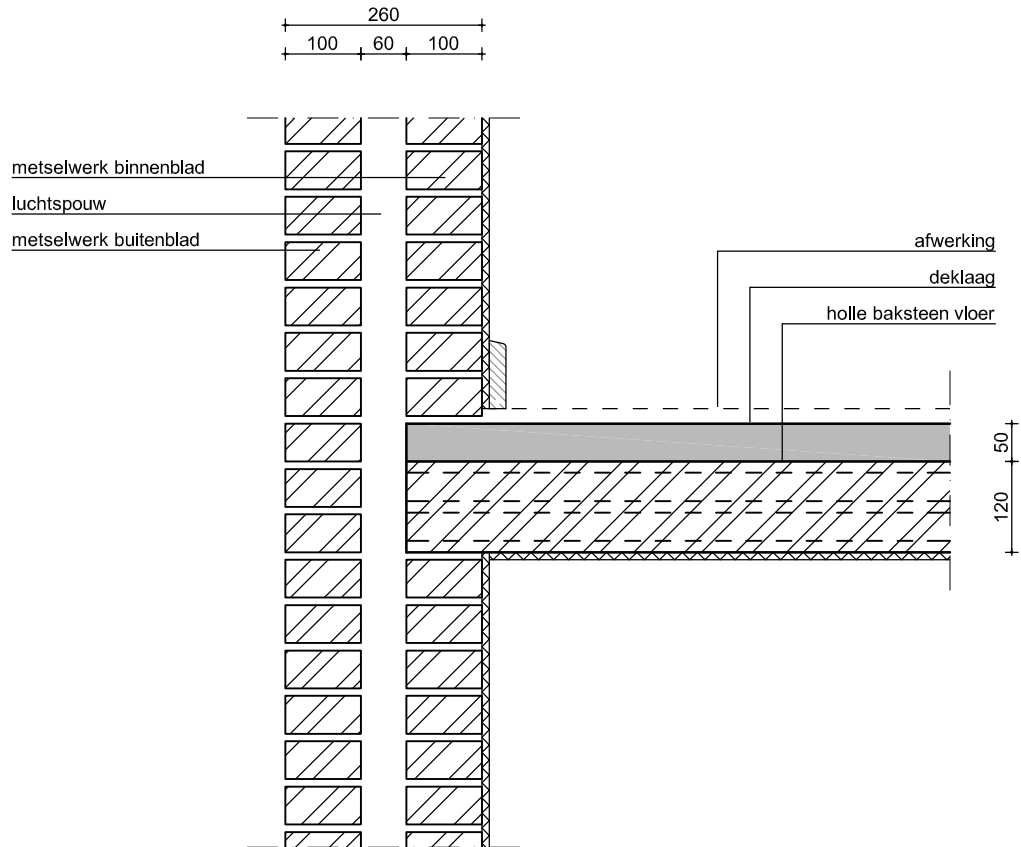 260
100 60 100
metselwerk binnenblad
luchtspouw
metselwerk buitenblad
afwerking
deklaag
holle baksteen vloer
50
120